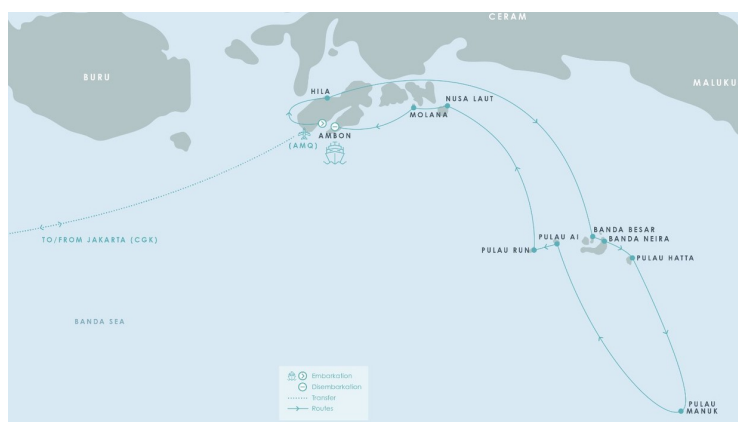 CERAM
BURU
MALUKU
HILA
NUSA LAUT
MOLANA
AMBON
(AMQ)
TO/FROM JAKARTA (CGK)
PULAU AI
BANDA BESAR
BANDA NEIRA
PULAU RUN
PULAU HATTA
BANDA SEA
Embarkation
Disembarkation
Transfer
Routes
PULAU
MANUK